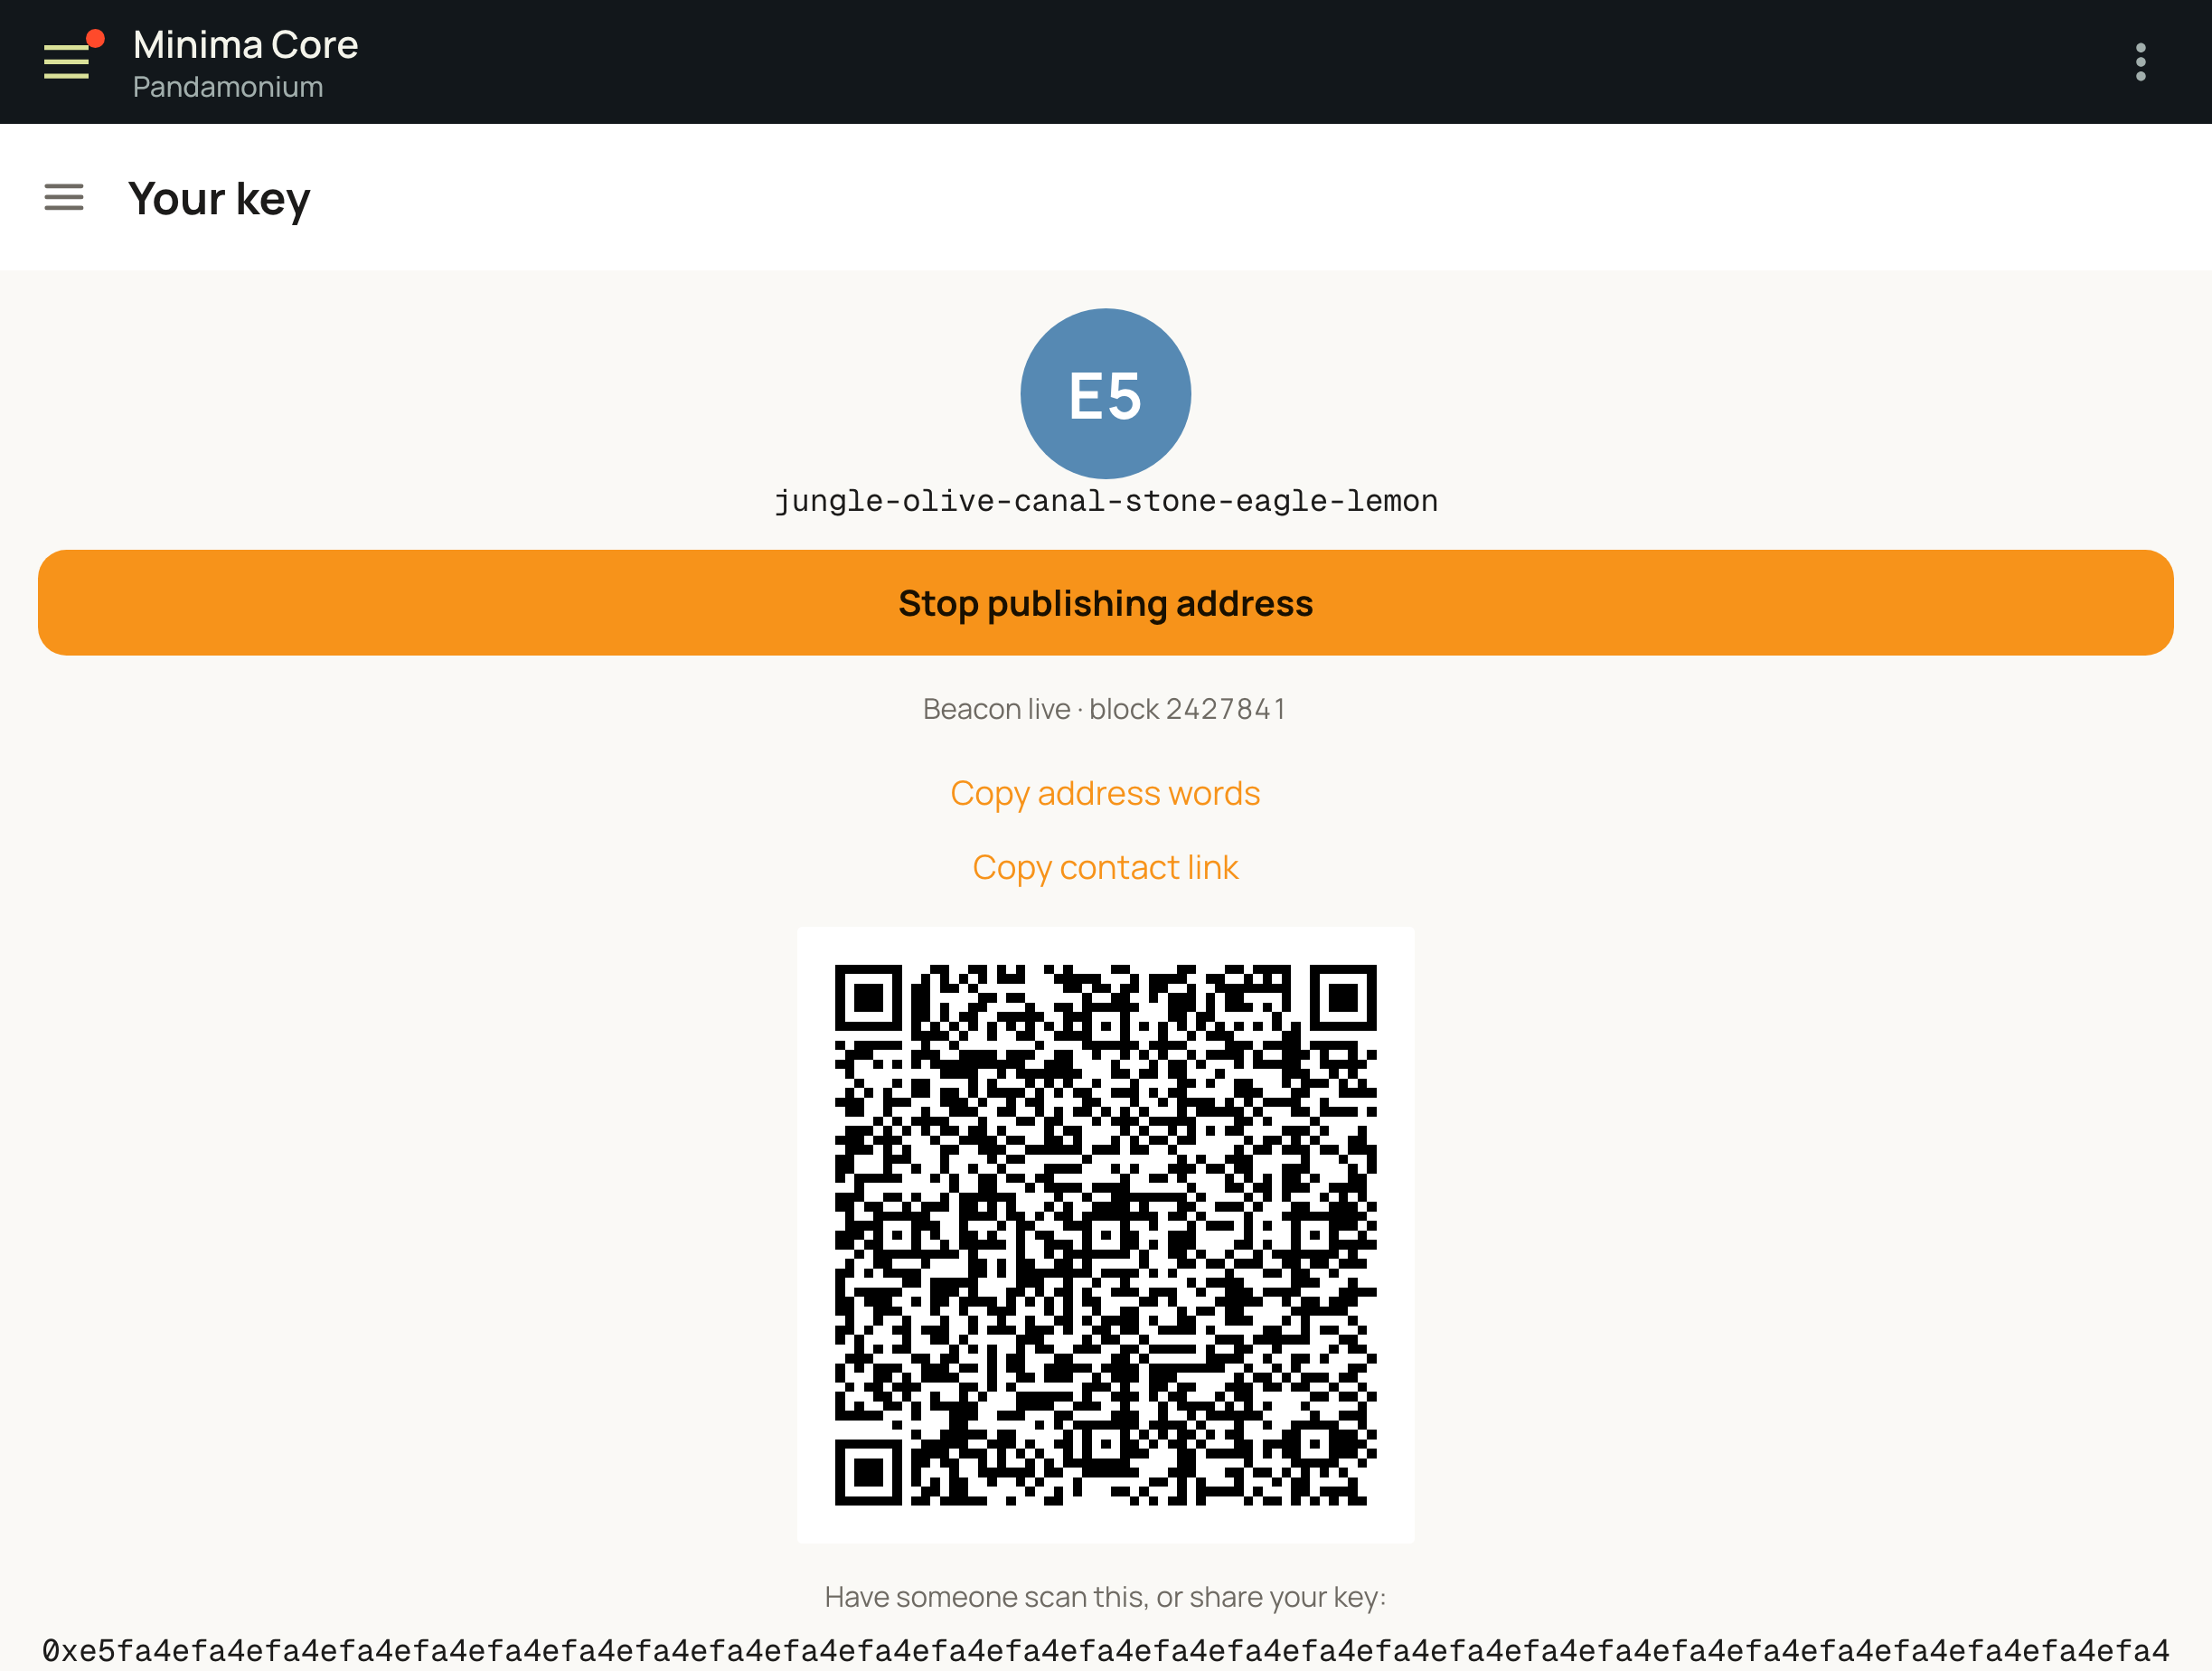 Minima Core
Pandamonium
Your key
E5
jungle-olive-canal-stone-eagle-lemon
Stop publishing address
Beacon live · block 2427841
Copy address words
Copy contact link
Have someone scan this, or share your key:
0xe5fa4efa4efa4efa4efa4efa4efa4efa4efa4efa4efa4efa4efa4efa4efa4efa4efa4efa4efa4efa4efa4efa4efa4efa4efa4efa4efa4efa4